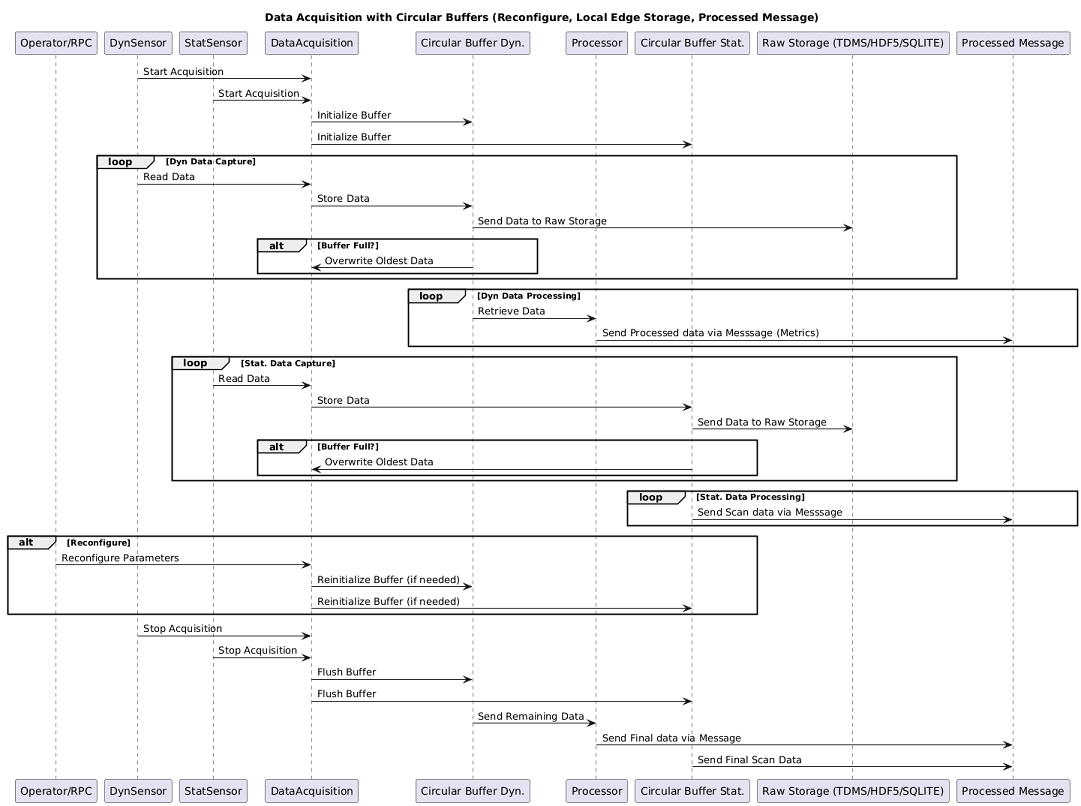 Data Acquisition with Circular Buffers (Reconfigure, Local Edge Storage, Processed Message)
Operator/RPC DynSensor StatSensor DataAcquisition Circular Buffer Dyn. Processor Circular Buffer Stat. Raw Storage (TDMS/HDF5/SQLITE) Processed Message
Start Acquisition
Start Acquisition
Initialize Buffer
Initialize Buffer
loop [Dyn Data Capture]
Read Data
Store Data
Send Data to Raw Storage
alt [Buffer Full?]
Overwrite Oldest Data
loop [Dyn Data Processing]
Retrieve Data
Send Processed data via Messsage (Metrics)
loop [Stat. Data Capture]
Read Data
Store Data
Send Data to Raw Storage
alt [Buffer Full?]
Overwrite Oldest Data
loop [Stat. Data Processing]
Send Scan data via Messsage
alt [Reconfigure]
Reconfigure Parameters
Reinitialize Buffer (if needed)
Reinitialize Buffer (if needed)
Stop Acquisition
Stop Acquisition
Flush Buffer
Flush Buffer
Send Remaining Data
Send Final data via Message
Send Final Scan Data
Operator/RPC DynSensor StatSensor DataAcquisition Circular Buffer Dyn. Processor Circular Buffer Stat. Raw Storage (TDMS/HDF5/SQLITE) Processed Message